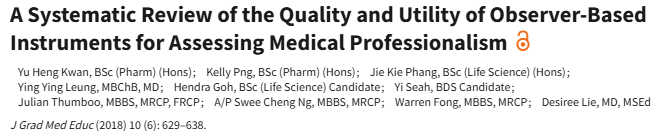 A Systematic Review of the Quality and Utility of Observer-Based
Instruments for Assessing Medical Professionalism
Yu Heng Kwan, BSc (Pharm) (Hons); Kelly Png, BSc (Pharm) (Hons); Jie Kie Phang, BSc (Life Science) (Hons);
Ying Ying Leung, MBChB, MD; Hendra Goh, BSc (Life Science) Candidate; Yi Seah, BDS Candidate;
Julian Thumboo, MBBS, MRCP, FRCP; A/P Swee Cheng Ng, MBBS, MRCP; Warren Fong, MBBS, MRCP; Desiree Lie, MD, MSEd
J Grad Med Educ (2018) 10 (6): 629–638.